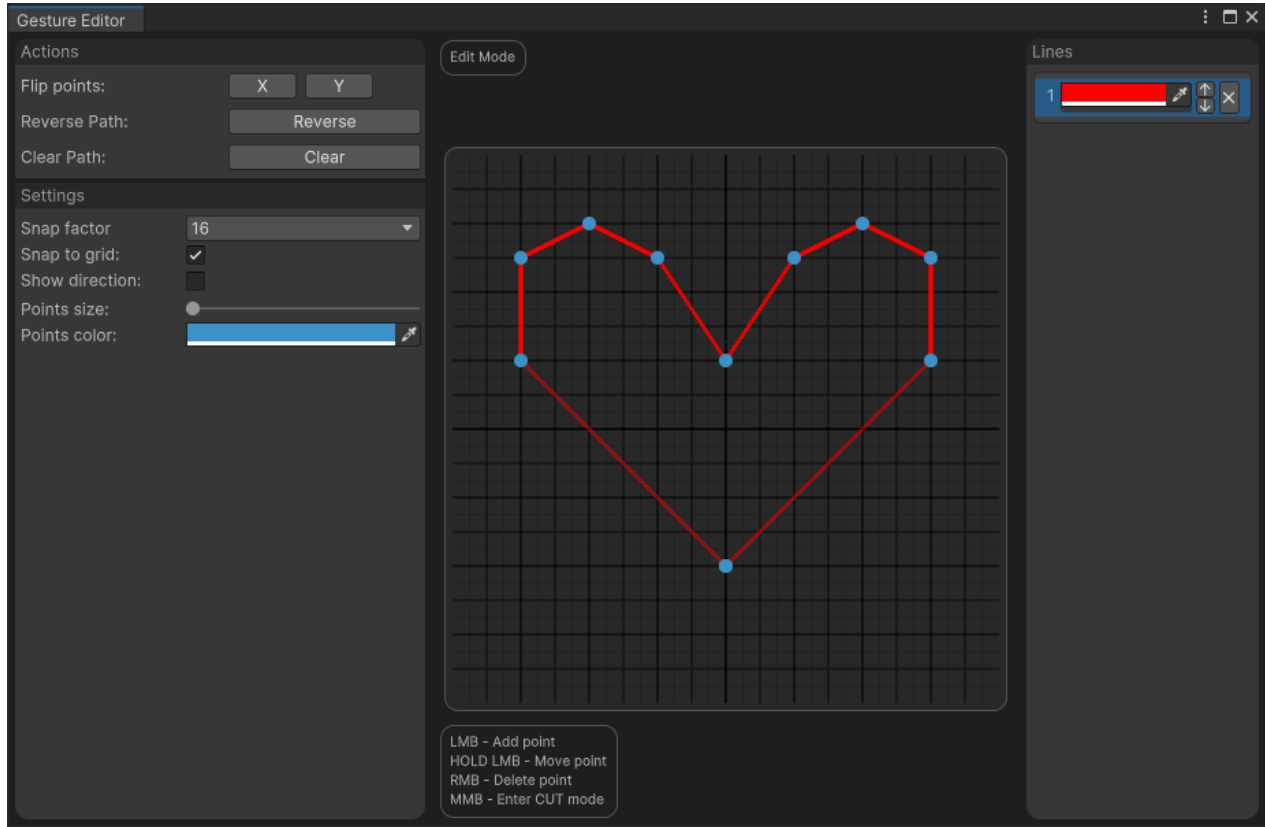 Gesture Editor
Actions
Flip points: X Y
Reverse Path: Reverse
Clear Path: Clear
Settings
Snap factor 16
Snap to grid:
Show direction:
Points size:
Points color:
Edit Mode
LMB - Add point
HOLD LMB - Move point
RMB - Delete point
MMB - Enter CUT mode
Lines
1